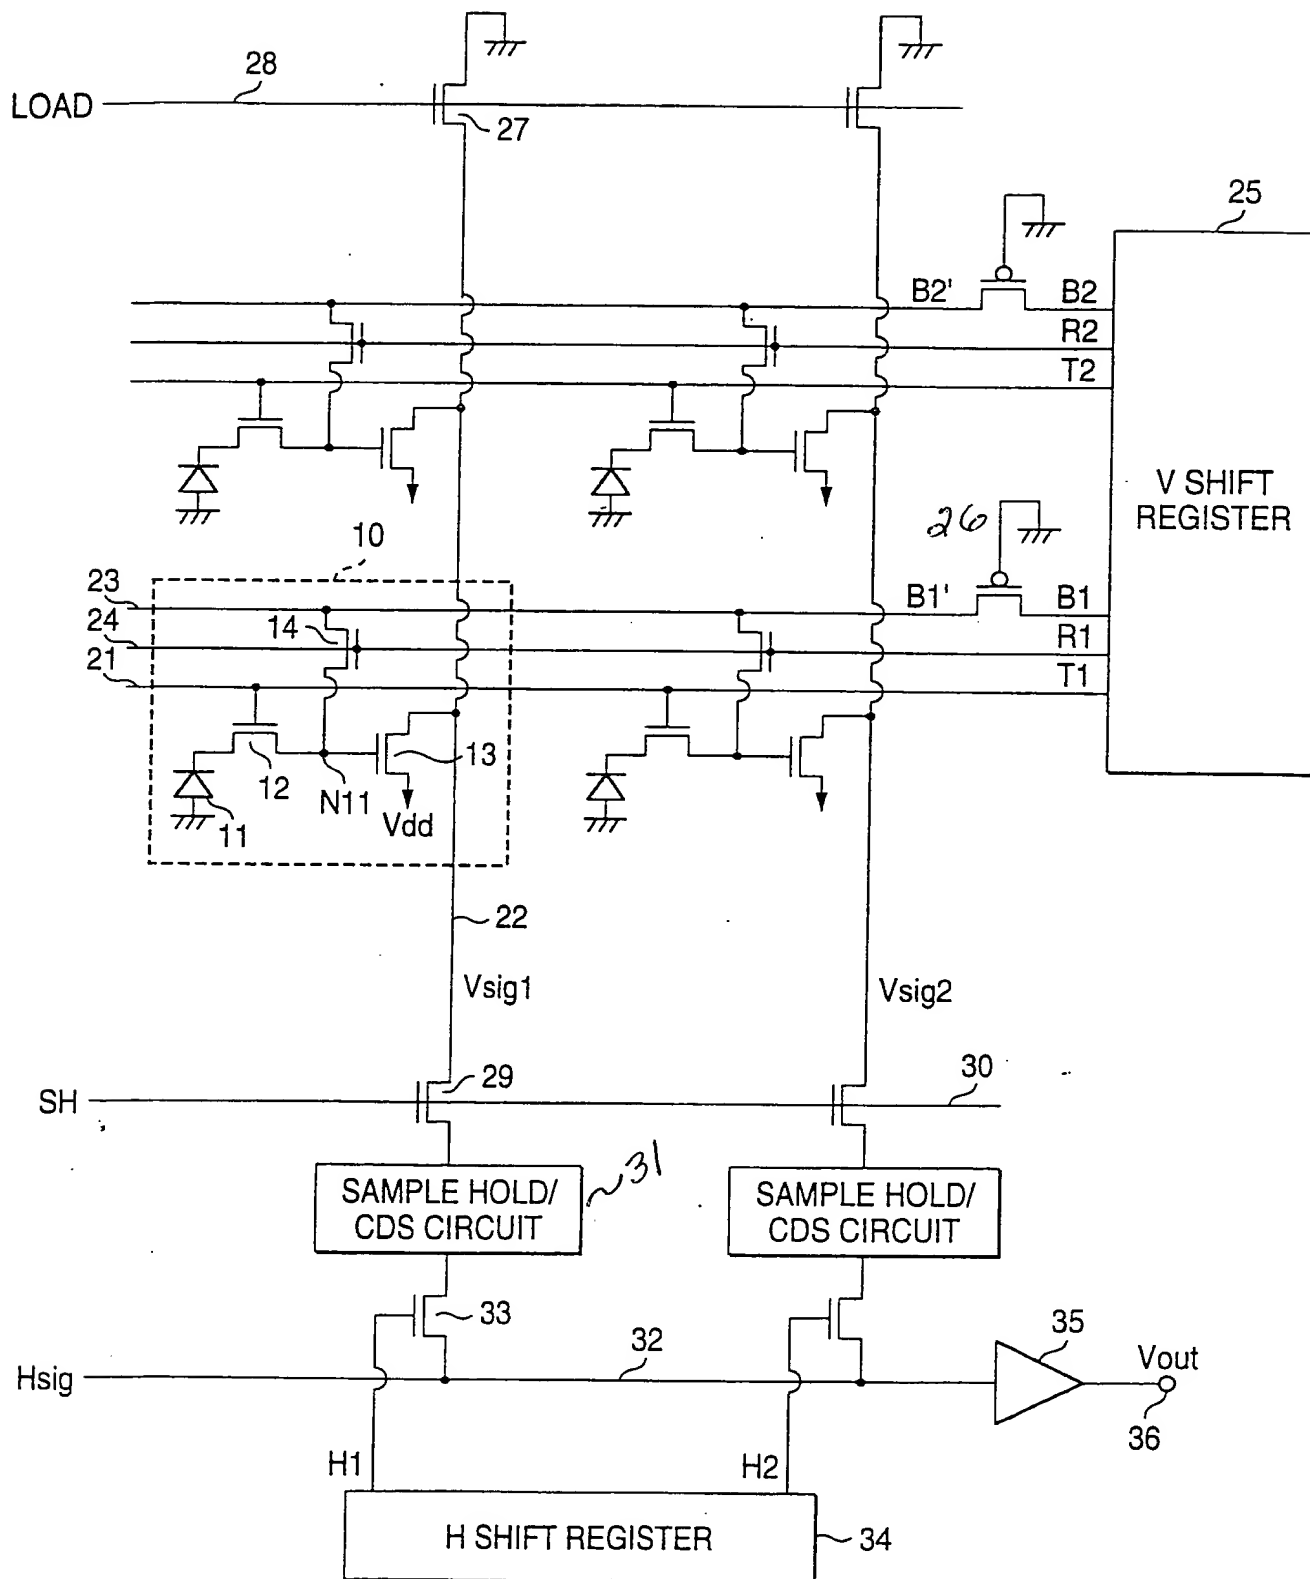 28
LOAD
27
25
B2'
B2
R2
T2
V SHIFT
REGISTER
26
10
23
B1'
B1
24
14
R1
21
T1
12
N11
13
11
Vdd
22
Vsig1
Vsig2
29
30
SH
31
SAMPLE HOLD/
CDS CIRCUIT
SAMPLE HOLD/
CDS CIRCUIT
33
35
32
Vout
Hsig
36
H1
H2
H SHIFT REGISTER
34